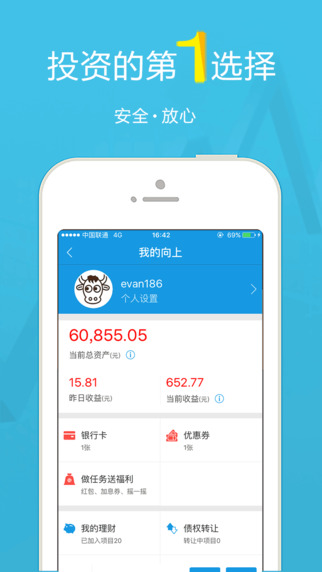 投资的第1选择
安全·放心
中国联通 4G 16:42 69%
我的向上
evan186
个人设置
60,855.05
当前总资产(元)
15.81 652.77
昨日收益(元) 当前收益(元)
银行卡 优惠券
1张 1张
做任务送福利
红包、加息券、摇一摇
我的理财 债权转让
已加入项目20 转让中项目0